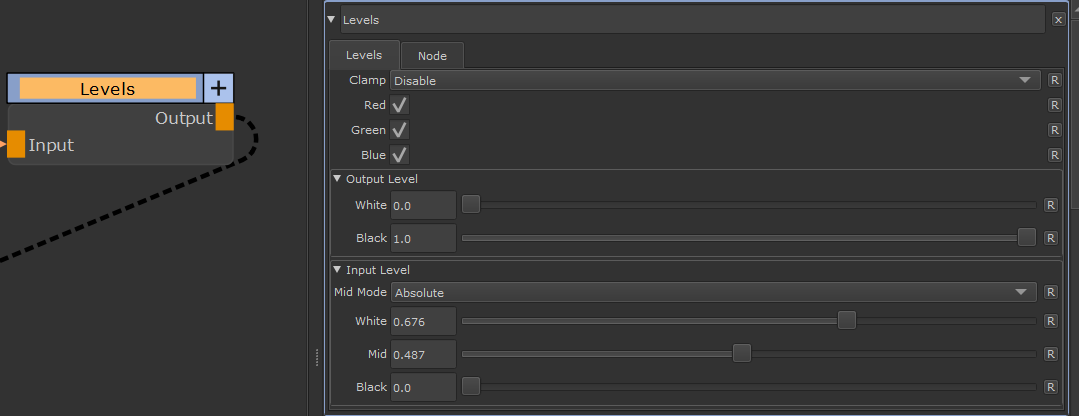 Levels
+
Output
Input
Levels
x
Levels Node
Clamp Disable R
Red R
Green R
Blue R
Output Level
White 0.0 R
Black 1.0 R
Input Level
Mid Mode Absolute R
White 0.676 R
Mid 0.487 R
Black 0.0 R